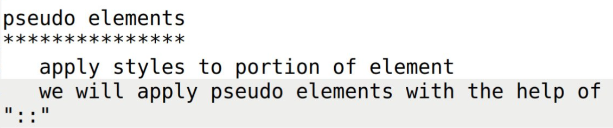 pseudo elements
***************
   apply styles to portion of element
   we will apply pseudo elements with the help of
"::"